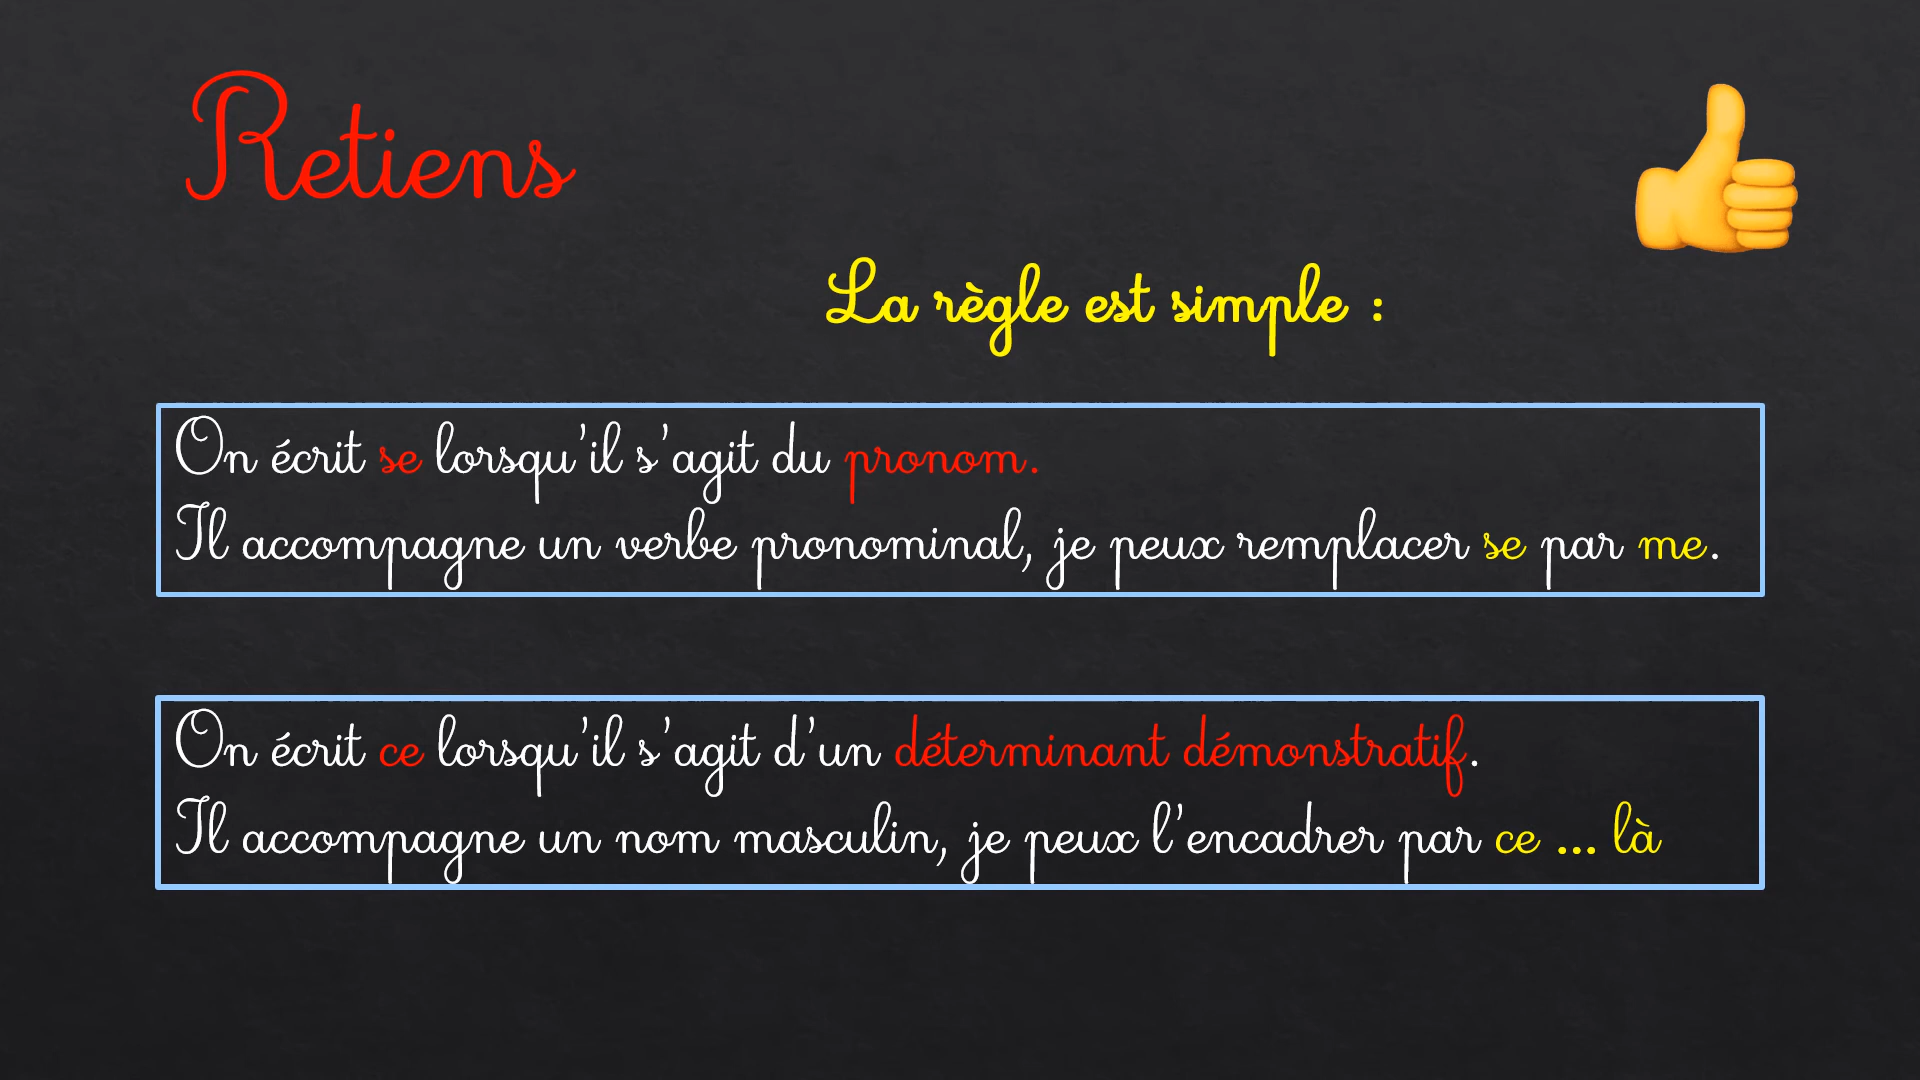 Retiens
La règle est simple :
On écrit se lorsqu'il s'agit du pronom.
Il accompagne un verbe pronominal, je peux remplacer se par me.
On écrit ce lorsqu'il s'agit d'un déterminant démonstratif.
Il accompagne un nom masculin, je peux l'encadrer par ce ... là